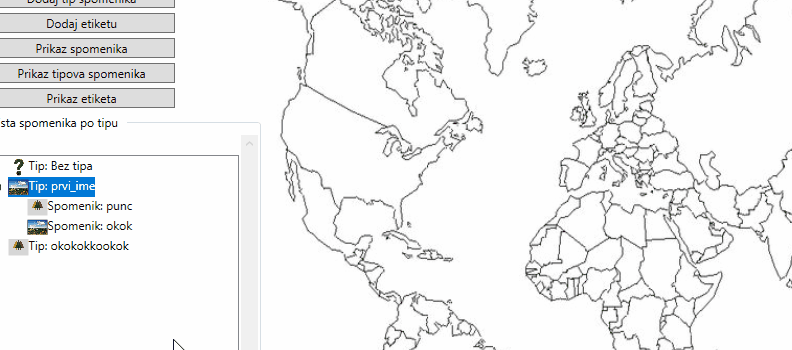 Dodaj tip spomenika
Dodaj etiketu
Prikaz spomenika
Prikaz tipova spomenika
Prikaz etiketa
sta spomenika po tipu
Tip: Bez tipa
Tip: prvi_ime
Spomenik: punc
Spomenik: okok
Tip: okokokkookok